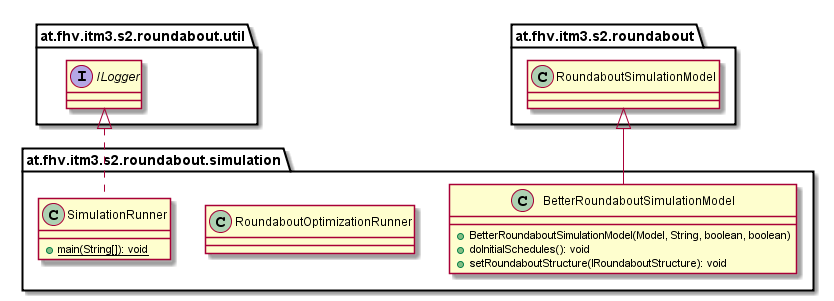 at.fhv.itm3.s2.roundabout.util
at.fhv.itm3.s2.roundabout
I ILogger
C RoundaboutSimulationModel
at.fhv.itm3.s2.roundabout.simulation
C SimulationRunner
main(String[]): void
C RoundaboutOptimizationRunner
C BetterRoundaboutSimulationModel
BetterRoundaboutSimulationModel(Model, String, boolean, boolean)
doInitialSchedules(): void
setRoundaboutStructure(IRoundaboutStructure): void